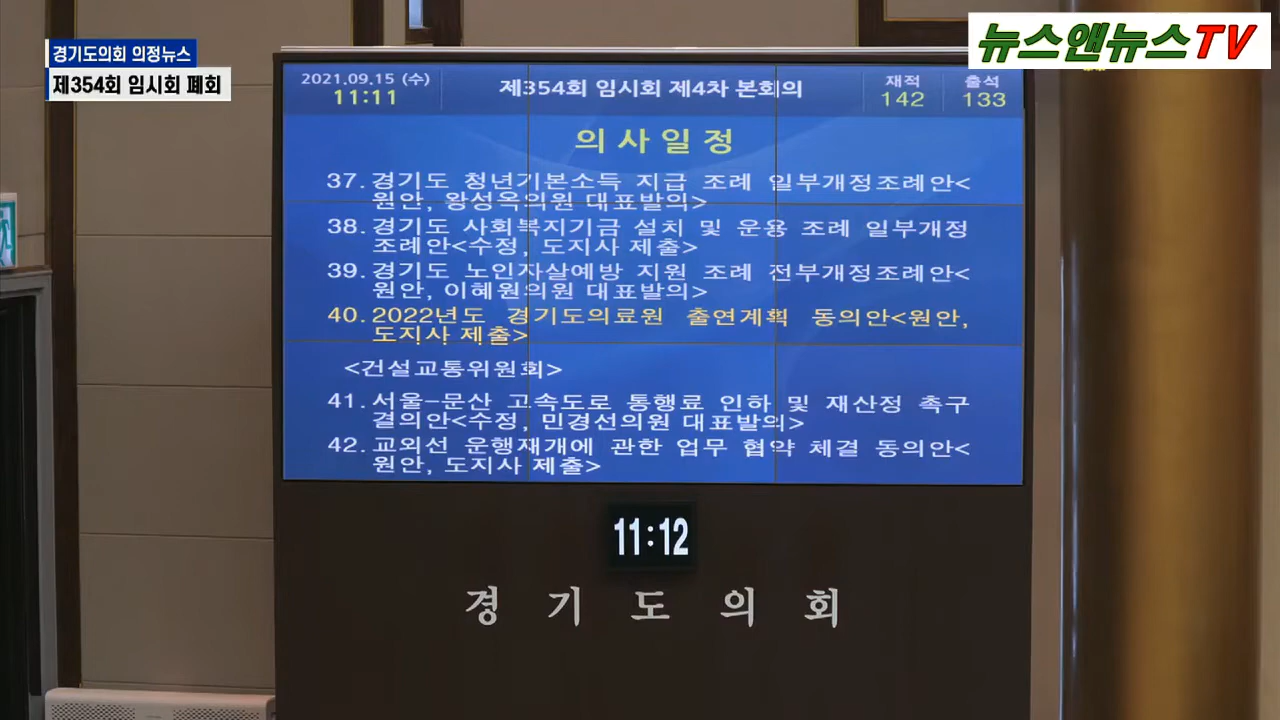 경기도의회 의정뉴스
제354회 임시회 폐회
뉴스앤뉴스TV
2021.09.15 (수)
11:11
제354회 임시회 제4차 본회의
재적
142
출석
133
의사일정
37. 경기도 청년기본소득 지급 조례 일부개정조례안<
원안, 왕성옥의원 대표발의>
38. 경기도 사회복지기금 설치 및 운용 조례 일부개정
조례안<수정, 도지사 제출>
39. 경기도 노인자살예방 지원 조례 전부개정조례안<
원안, 이혜원의원 대표발의>
40. 2022년도 경기도의료원 출연계획 동의안<원안,
도지사 제출>
<건설교통위원회>
41. 서울-문산 고속도로 통행료 인하 및 재산정 촉구
결의안<수정, 민경선의원 대표발의>
42. 교외선 운행재개에 관한 업무 협약 체결 동의안<
원안, 도지사 제출>
11:12
경기도의회